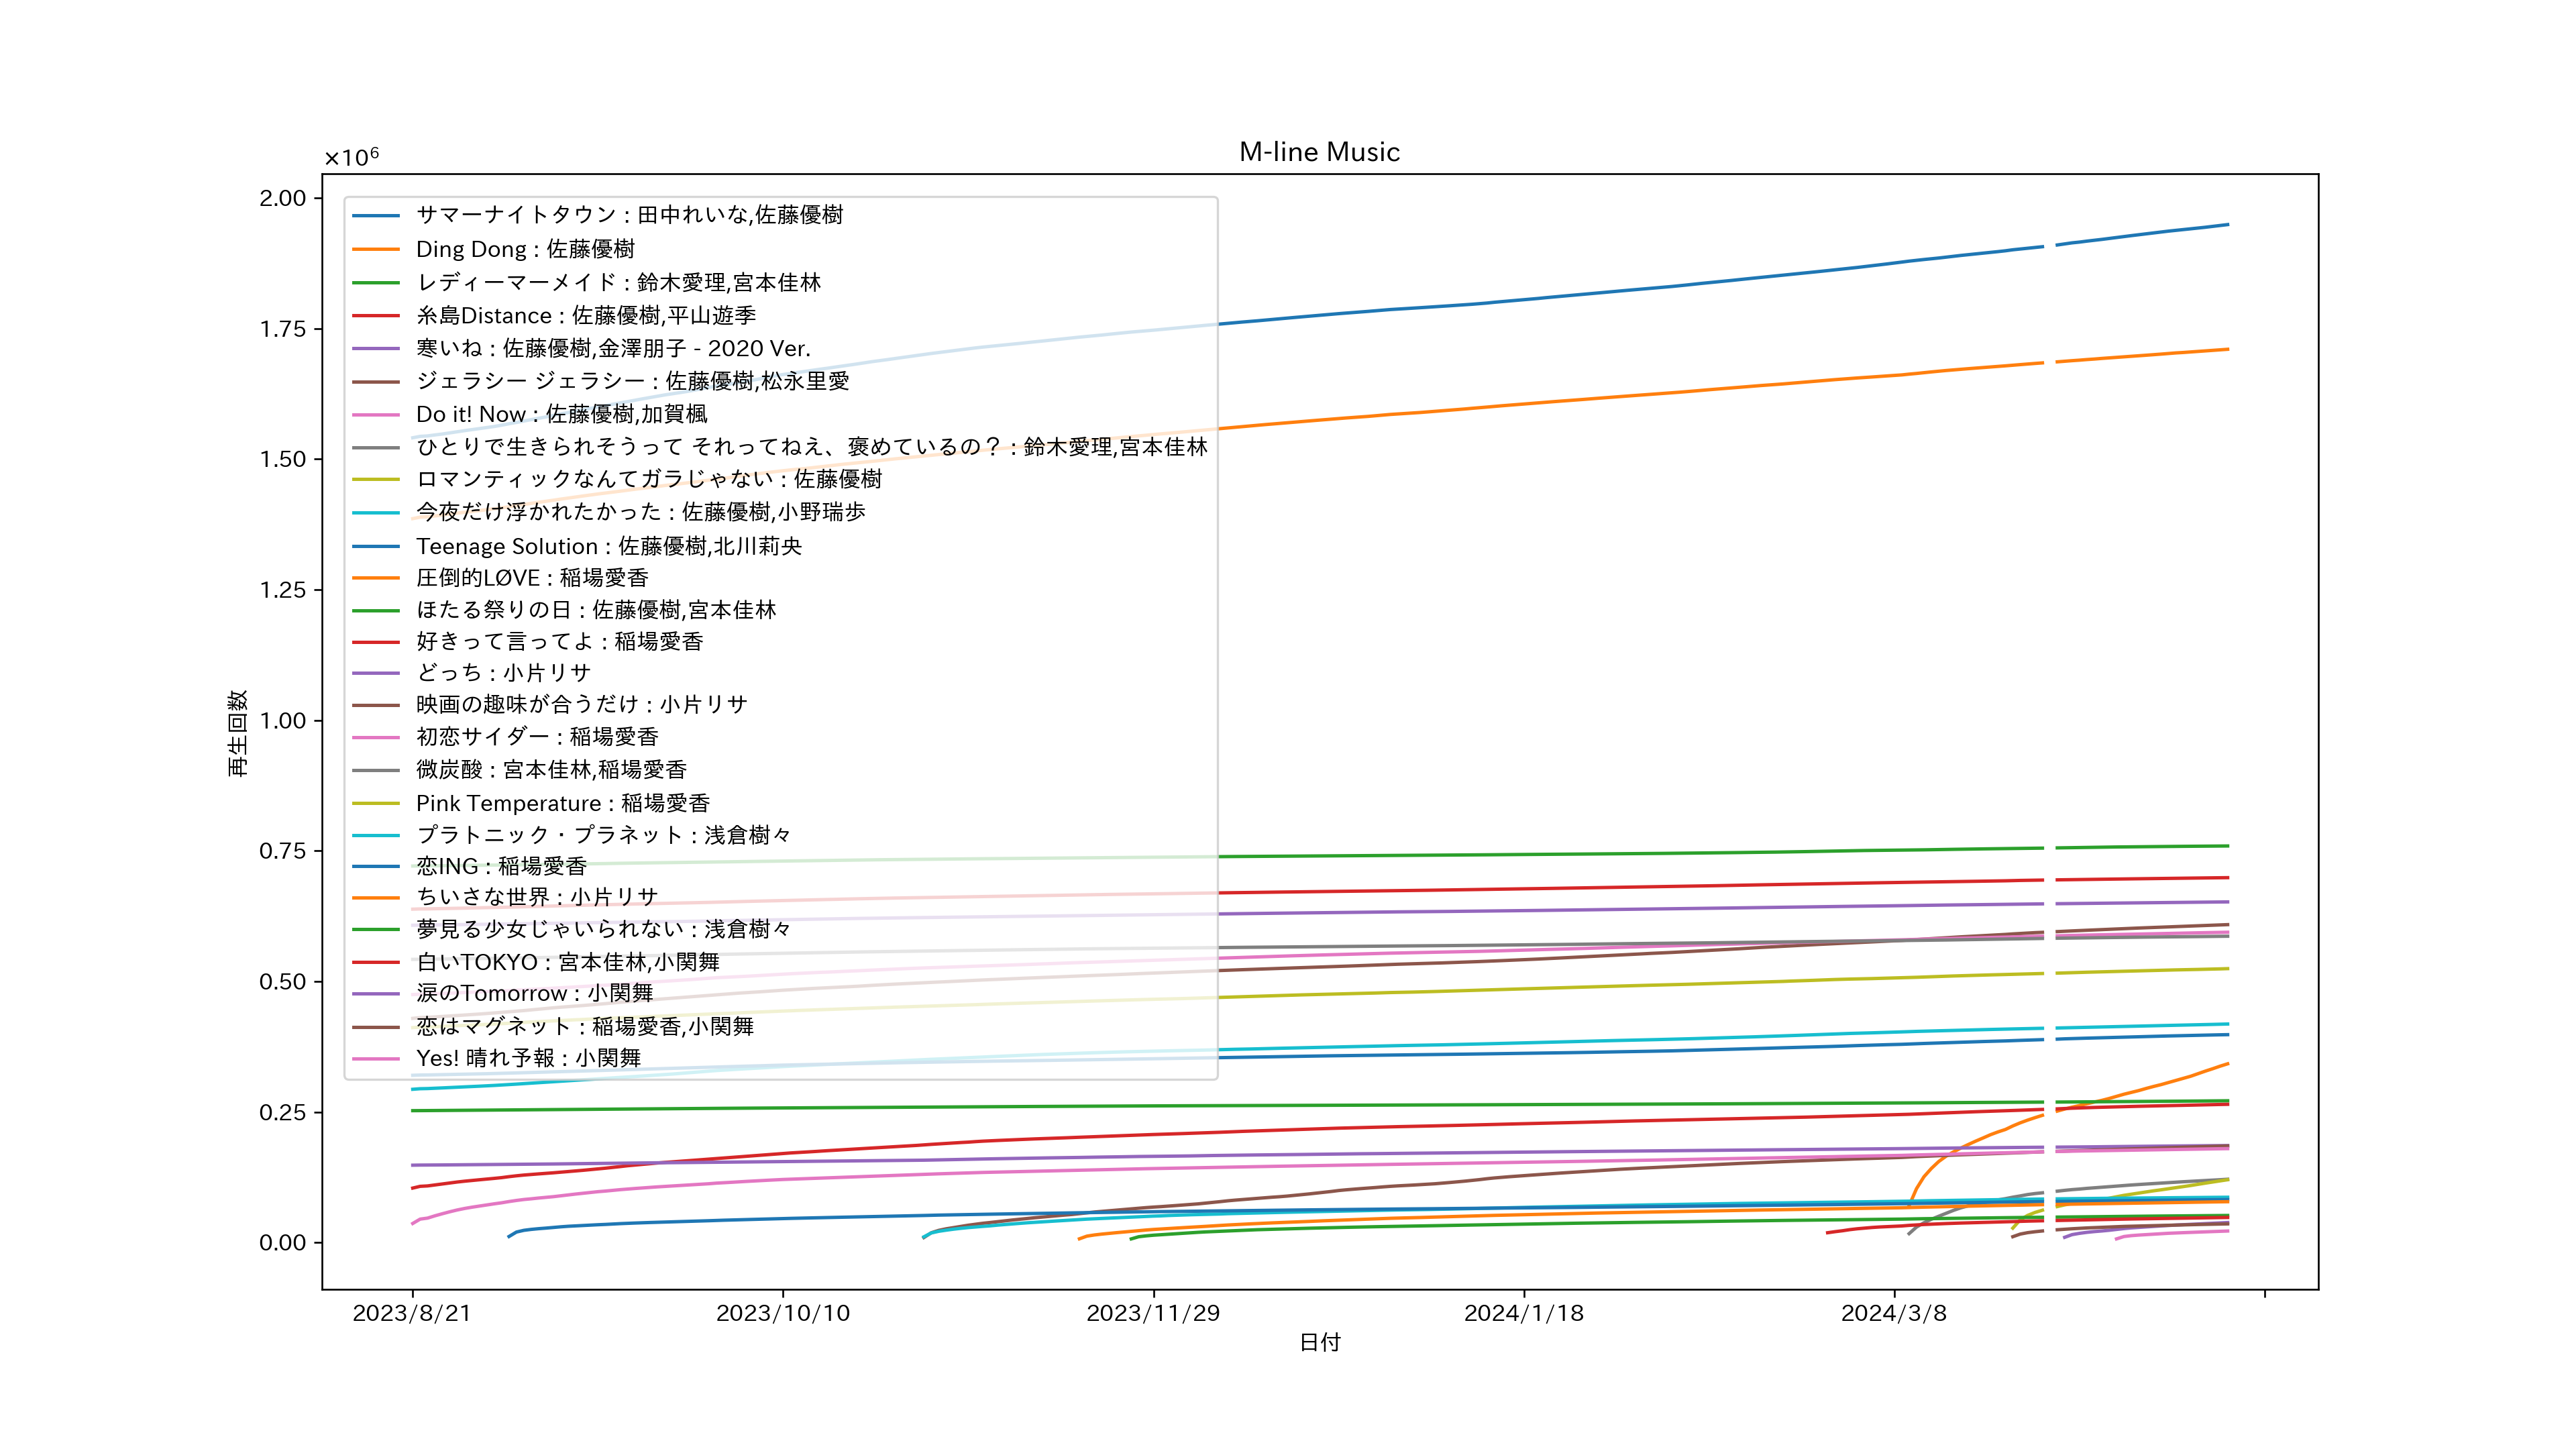 M-line Music
×10⁶
2.00
1.75
1.50
1.25
1.00
0.75
0.50
0.25
0.00
再生回数
サマーナイトタウン : 田中れいな,佐藤優樹
Ding Dong : 佐藤優樹
レディーマーメイド : 鈴木愛理,宮本佳林
糸島Distance : 佐藤優樹,平山遊季
寒いね : 佐藤優樹,金澤朋子 - 2020 Ver.
ジェラシー ジェラシー : 佐藤優樹,松永里愛
Do it! Now : 佐藤優樹,加賀楓
ひとりで生きられそうって それってねえ、褒めているの？ : 鈴木愛理,宮本佳林
ロマンティックなんてガラじゃない : 佐藤優樹
今夜だけ浮かれたかった : 佐藤優樹,小野瑞歩
Teenage Solution : 佐藤優樹,北川莉央
圧倒的LØVE : 稲場愛香
ほたる祭りの日 : 佐藤優樹,宮本佳林
好きって言ってよ : 稲場愛香
どっち : 小片リサ
映画の趣味が合うだけ : 小片リサ
初恋サイダー : 稲場愛香
微炭酸 : 宮本佳林,稲場愛香
Pink Temperature : 稲場愛香
プラトニック・プラネット : 浅倉樹々
恋ING : 稲場愛香
ちいさな世界 : 小片リサ
夢見る少女じゃいられない : 浅倉樹々
白いTOKYO : 宮本佳林,小関舞
涙のTomorrow : 小関舞
恋はマグネット : 稲場愛香,小関舞
Yes! 晴れ予報 : 小関舞
2023/8/21
2023/10/10
2023/11/29
2024/1/18
2024/3/8
日付